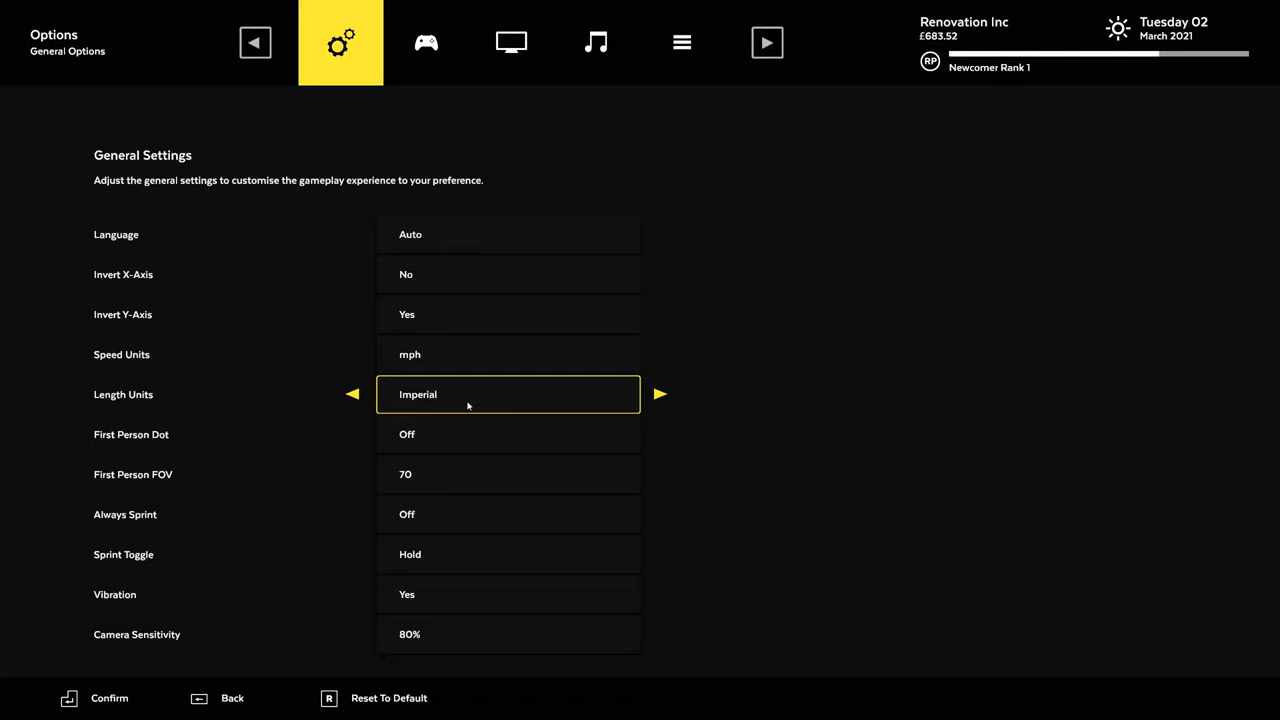 Options
General Options
Renovation Inc
£683.52
RP
Newcomer Rank 1
Tuesday 02
March 2021
General Settings
Adjust the general settings to customise the gameplay experience to your preference.
Language Auto
Invert X-Axis No
Invert Y-Axis Yes
Speed Units mph
Length Units Imperial
First Person Dot Off
First Person FOV 70
Always Sprint Off
Sprint Toggle Hold
Vibration Yes
Camera Sensitivity 80%
Confirm Back R Reset To Default